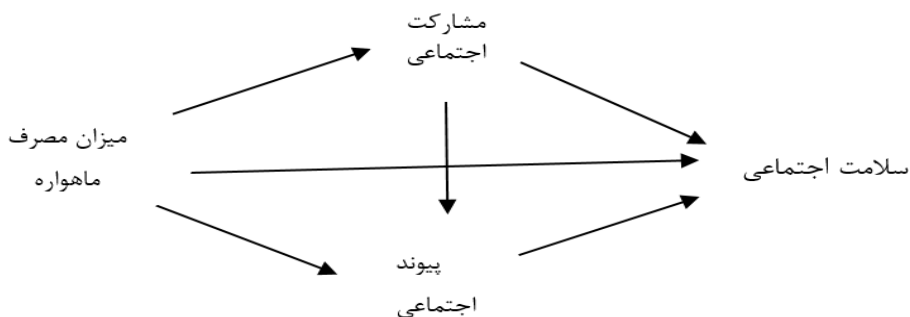 مشارکت
اجتماعی
میزان مصرف
ماهواره
سلامت اجتماعی
پیوند
اجتماعی